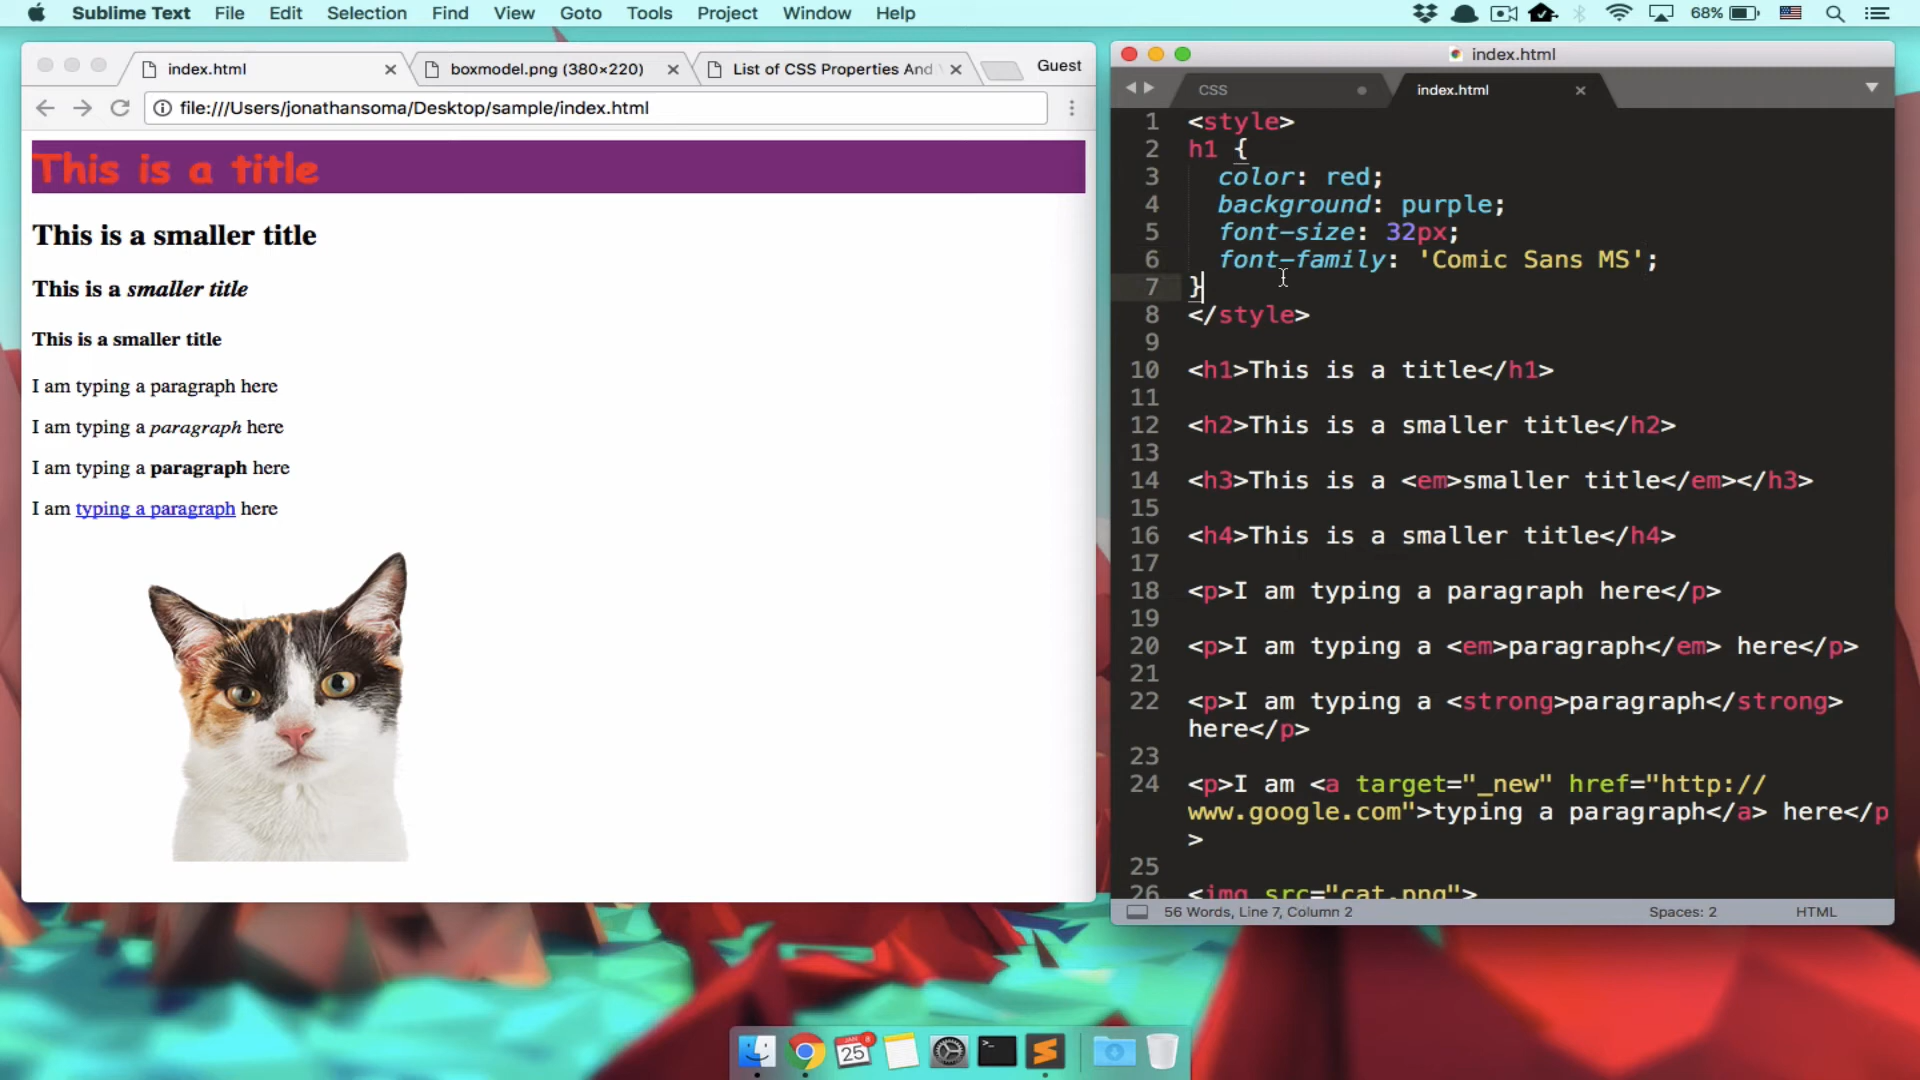 Sublime Text File Edit Selection Find View Goto Tools Project Window Help 68%
index.html boxmodel.png (380×220) List of CSS Properties And Guest
file:///Users/jonathansoma/Desktop/sample/index.html
This is a title
This is a smaller title
This is a smaller title
This is a smaller title
I am typing a paragraph here
I am typing a paragraph here
I am typing a paragraph here
I am typing a paragraph here
index.html
CSS index.html
1 <style>
2 h1 {
3 color: red;
4 background: purple;
5 font-size: 32px;
6 font-family: 'Comic Sans MS';
7 }
8 </style>
9
10 <h1>This is a title</h1>
11
12 <h2>This is a smaller title</h2>
13
14 <h3>This is a <em>smaller title</em></h3>
15
16 <h4>This is a smaller title</h4>
17
18 <p>I am typing a paragraph here</p>
19
20 <p>I am typing a <em>paragraph</em> here</p>
21
22 <p>I am typing a <strong>paragraph</strong>
here</p>
23
24 <p>I am <a target="_new" href="http://
www.google.com">typing a paragraph</a> here</p
>
25
26 <img src="cat.png">
56 Words, Line 7, Column 2 Spaces: 2 HTML
JAN
25
8